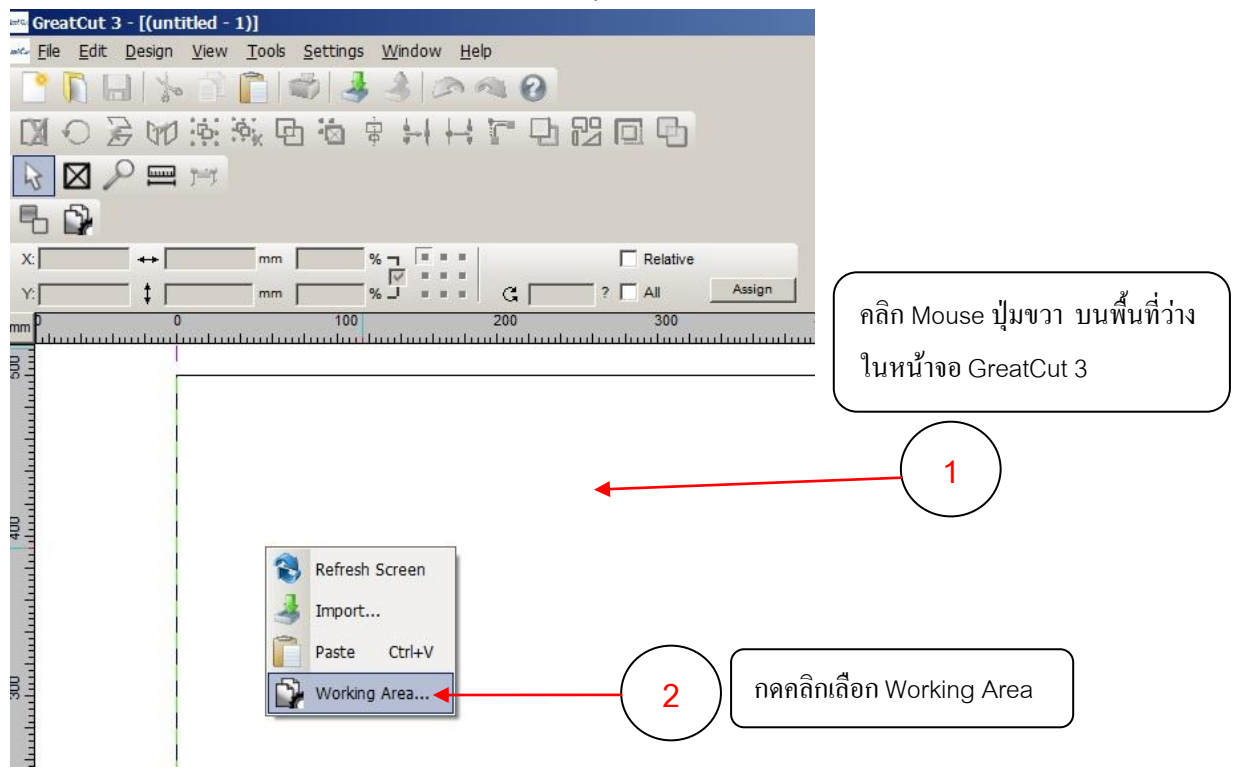 GreatCut 3 - [(untitled - 1)]
File Edit Design View Tools Settings Window Help
X: mm % Relative
Y: mm % ? All Assign
mm 0 100 200 300
500
คลิก Mouse ปุ่มขวา บนพื้นที่ว่าง
ในหน้าจอ GreatCut 3
1
400
Refresh Screen
Import...
Paste Ctrl+V
Working Area...
300
2
กดคลิกเลือก Working Area